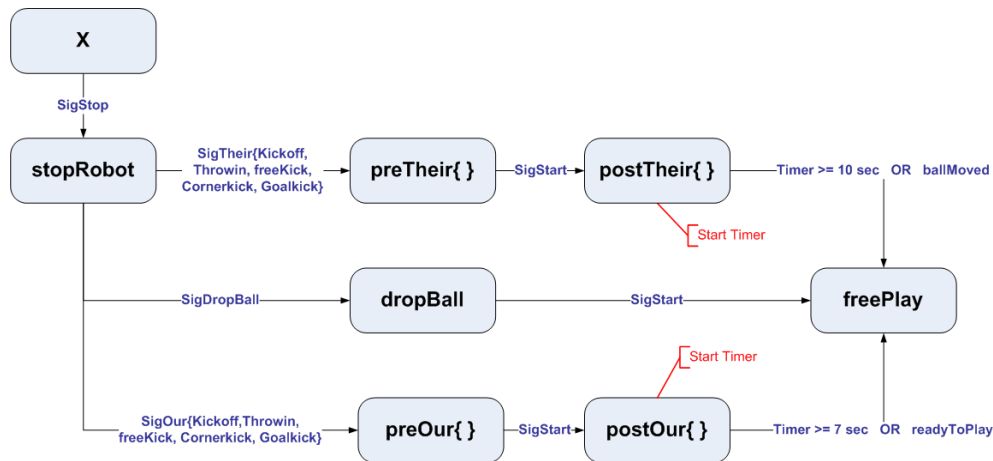 X
SigStop
stopRobot
SigTheir{Kickoff,
Throwin, freeKick,
Cornerkick, Goalkick}
preTheir{ }
SigStart
postTheir{ }
Timer >= 10 sec OR ballMoved
Start Timer
SigDropBall
dropBall
SigStart
freePlay
Start Timer
SigOur{Kickoff,Throwin,
freeKick, Cornerkick, Goalkick}
preOur{ }
SigStart
postOur{ }
Timer >= 7 sec OR readyToPlay